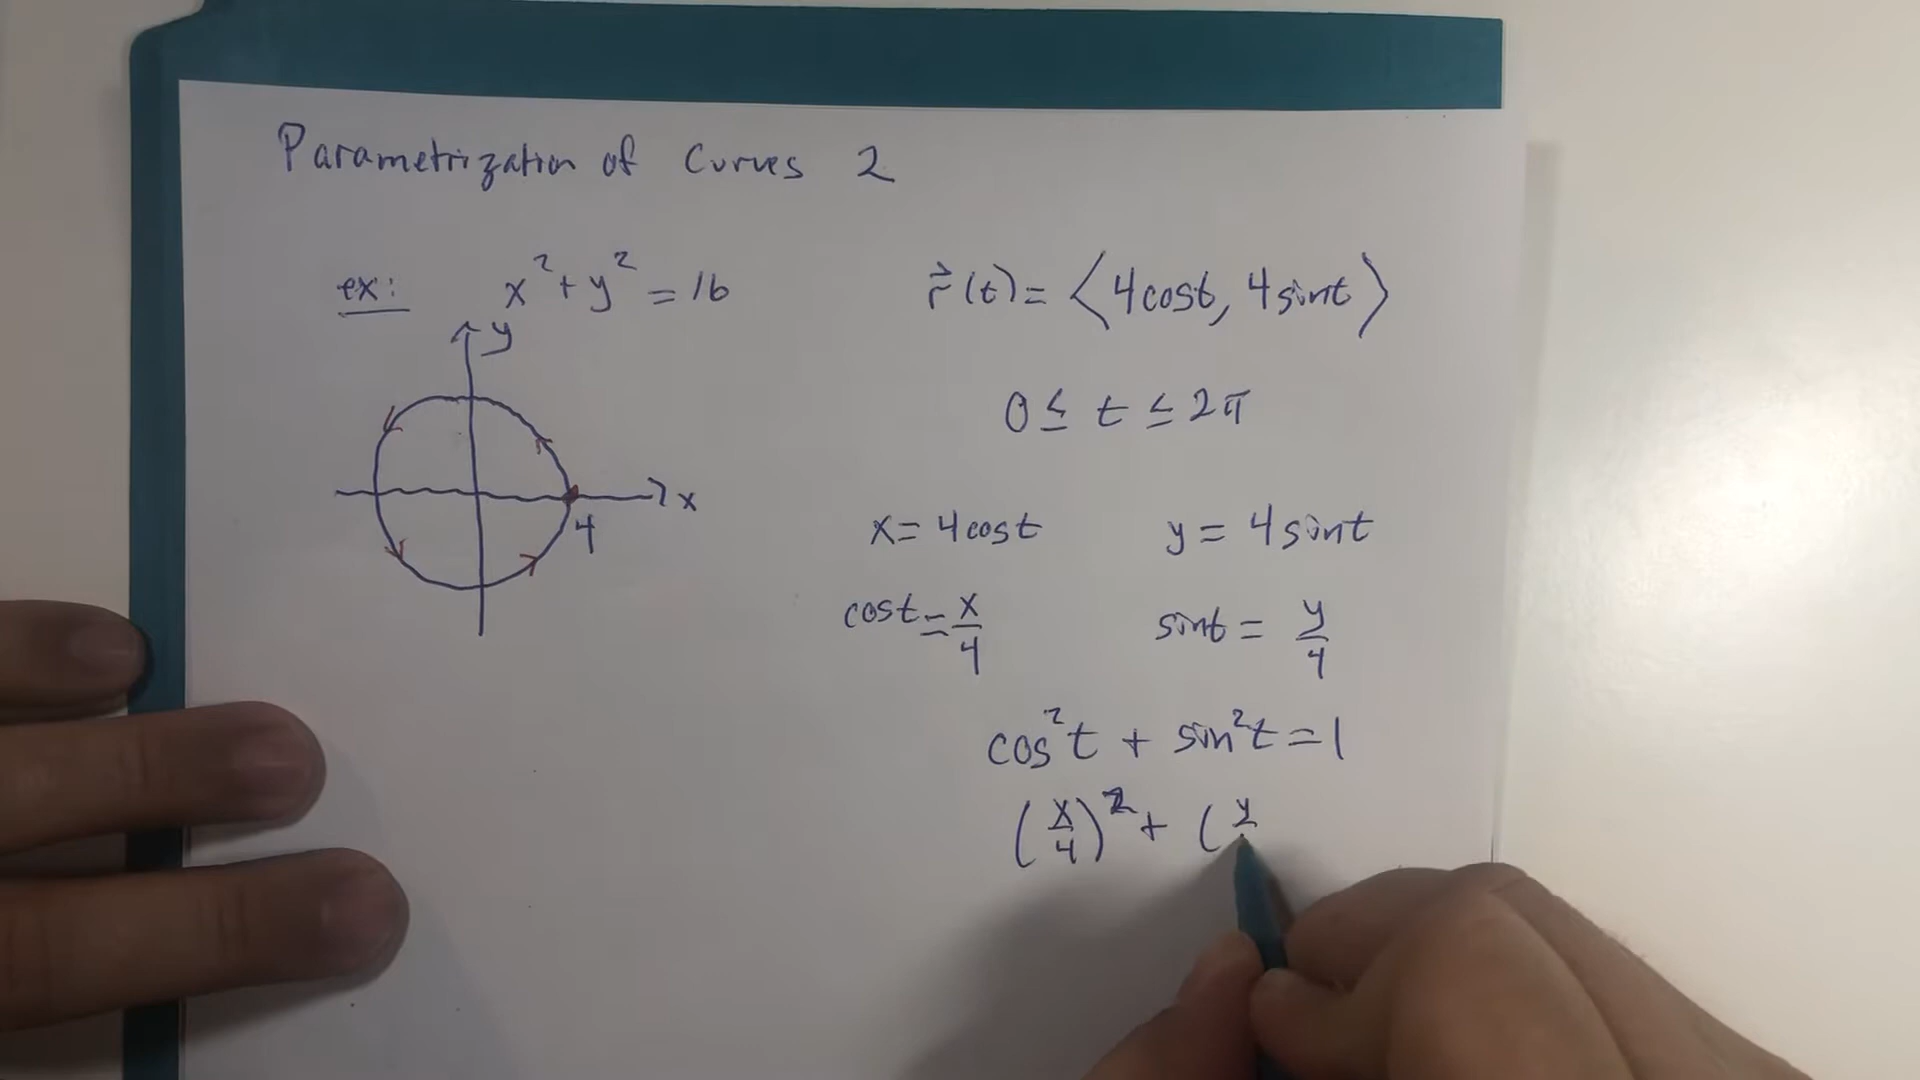 Parametrization of Curves 2
ex: x² + y² = 16
y
x
4
r⃗(t) = ⟨4cost, 4sint⟩
0 ≤ t ≤ 2π
x = 4cost y = 4sint
cost = x/4 sint = y/4
cos²t + sin²t = 1
(x/4)² + (y